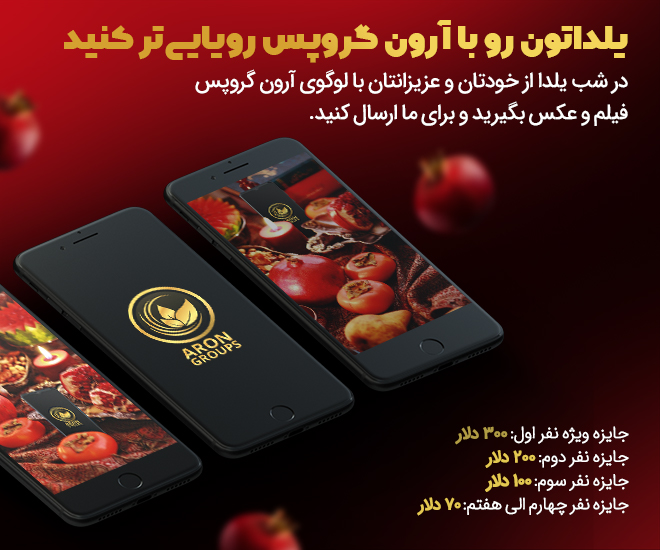 یلداتون رو با آرون گروپس رویایی‌تر کنید
در شب یلدا از خودتان و عزیزانتان با لوگوی آرون گروپس
فیلم و عکس بگیرید و برای ما ارسال کنید.
ARON
GROUPS
جایزه ویژه نفر اول: ۳۰۰ دلار
جایزه نفر دوم: ۲۰۰ دلار
جایزه نفر سوم: ۱۰۰ دلار
جایزه نفر چهارم الی هفتم: ۷۰ دلار